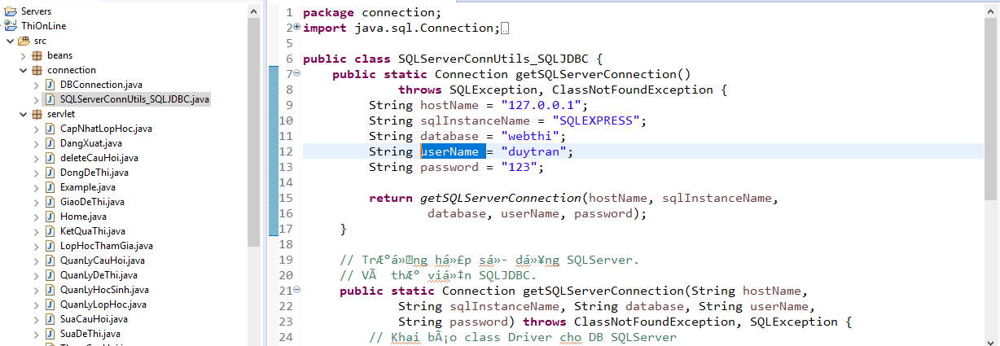 Servers
ThiOnLine
src
beans
connection
DBConnection.java
SQLServerConnUtils_SQLJDBC.java
servlet
CapNhatLopHoc.java
DangXuat.java
deleteCauHoi.java
DongDeThi.java
Example.java
GiaoDeThi.java
Home.java
KetQuaThi.java
LopHocThamGia.java
QuanLyCauHoi.java
QuanLyDeThi.java
QuanLyHocSinh.java
QuanLyLopHoc.java
SuaCauHoi.java
SuaDeThi.java
1 package connection;
2 import java.sql.Connection;
5
6 public class SQLServerConnUtils_SQLJDBC {
7 public static Connection getSQLServerConnection()
8 throws SQLException, ClassNotFoundException {
9 String hostName = "127.0.0.1";
10 String sqlInstanceName = "SQLEXPRESS";
11 String database = "webthi";
12 String userName = "duytran";
13 String password = "123";
14
15 return getSQLServerConnection(hostName, sqlInstanceName,
16 database, userName, password);
17 }
18
19 // TrÆ°á»ng há»£p sá»- dá»¥ng SQLServer.
20 // VÃ thÆ° viá»‡n SQLJDBC.
21 public static Connection getSQLServerConnection(String hostName,
22 String sqlInstanceName, String database, String userName,
23 String password) throws ClassNotFoundException, SQLException {
24 // Khai bÃ¡o class Driver cho DB SQLServer